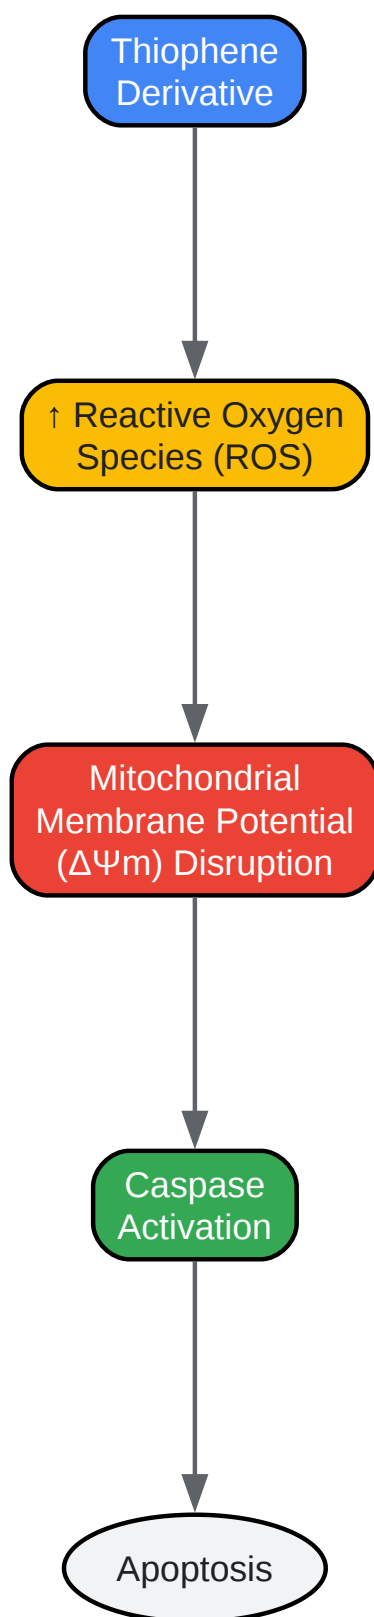 Thiophene
Derivative
↑ Reactive Oxygen
Species (ROS)
Mitochondrial
Membrane Potential
(ΔΨm) Disruption
Caspase
Activation
Apoptosis